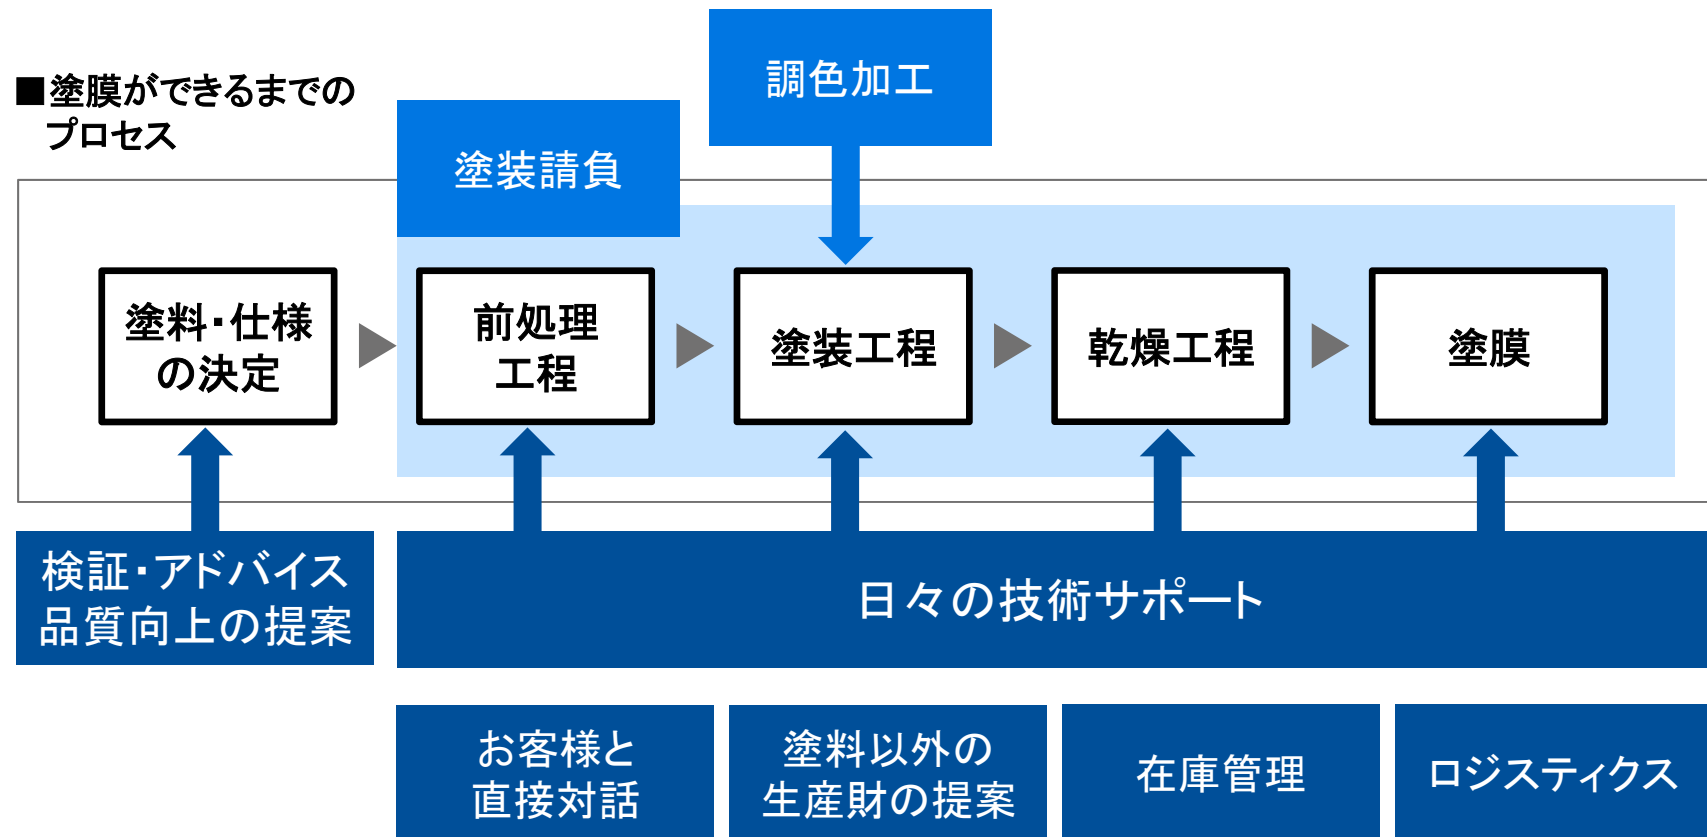 ■塗膜ができるまでの
プロセス
調色加工
塗装請負
塗料・仕様
の決定
前処理
工程
塗装工程
乾燥工程
塗膜
検証・アドバイス
品質向上の提案
日々の技術サポート
お客様と
直接対話
塗料以外の
生産財の提案
在庫管理
ロジスティクス